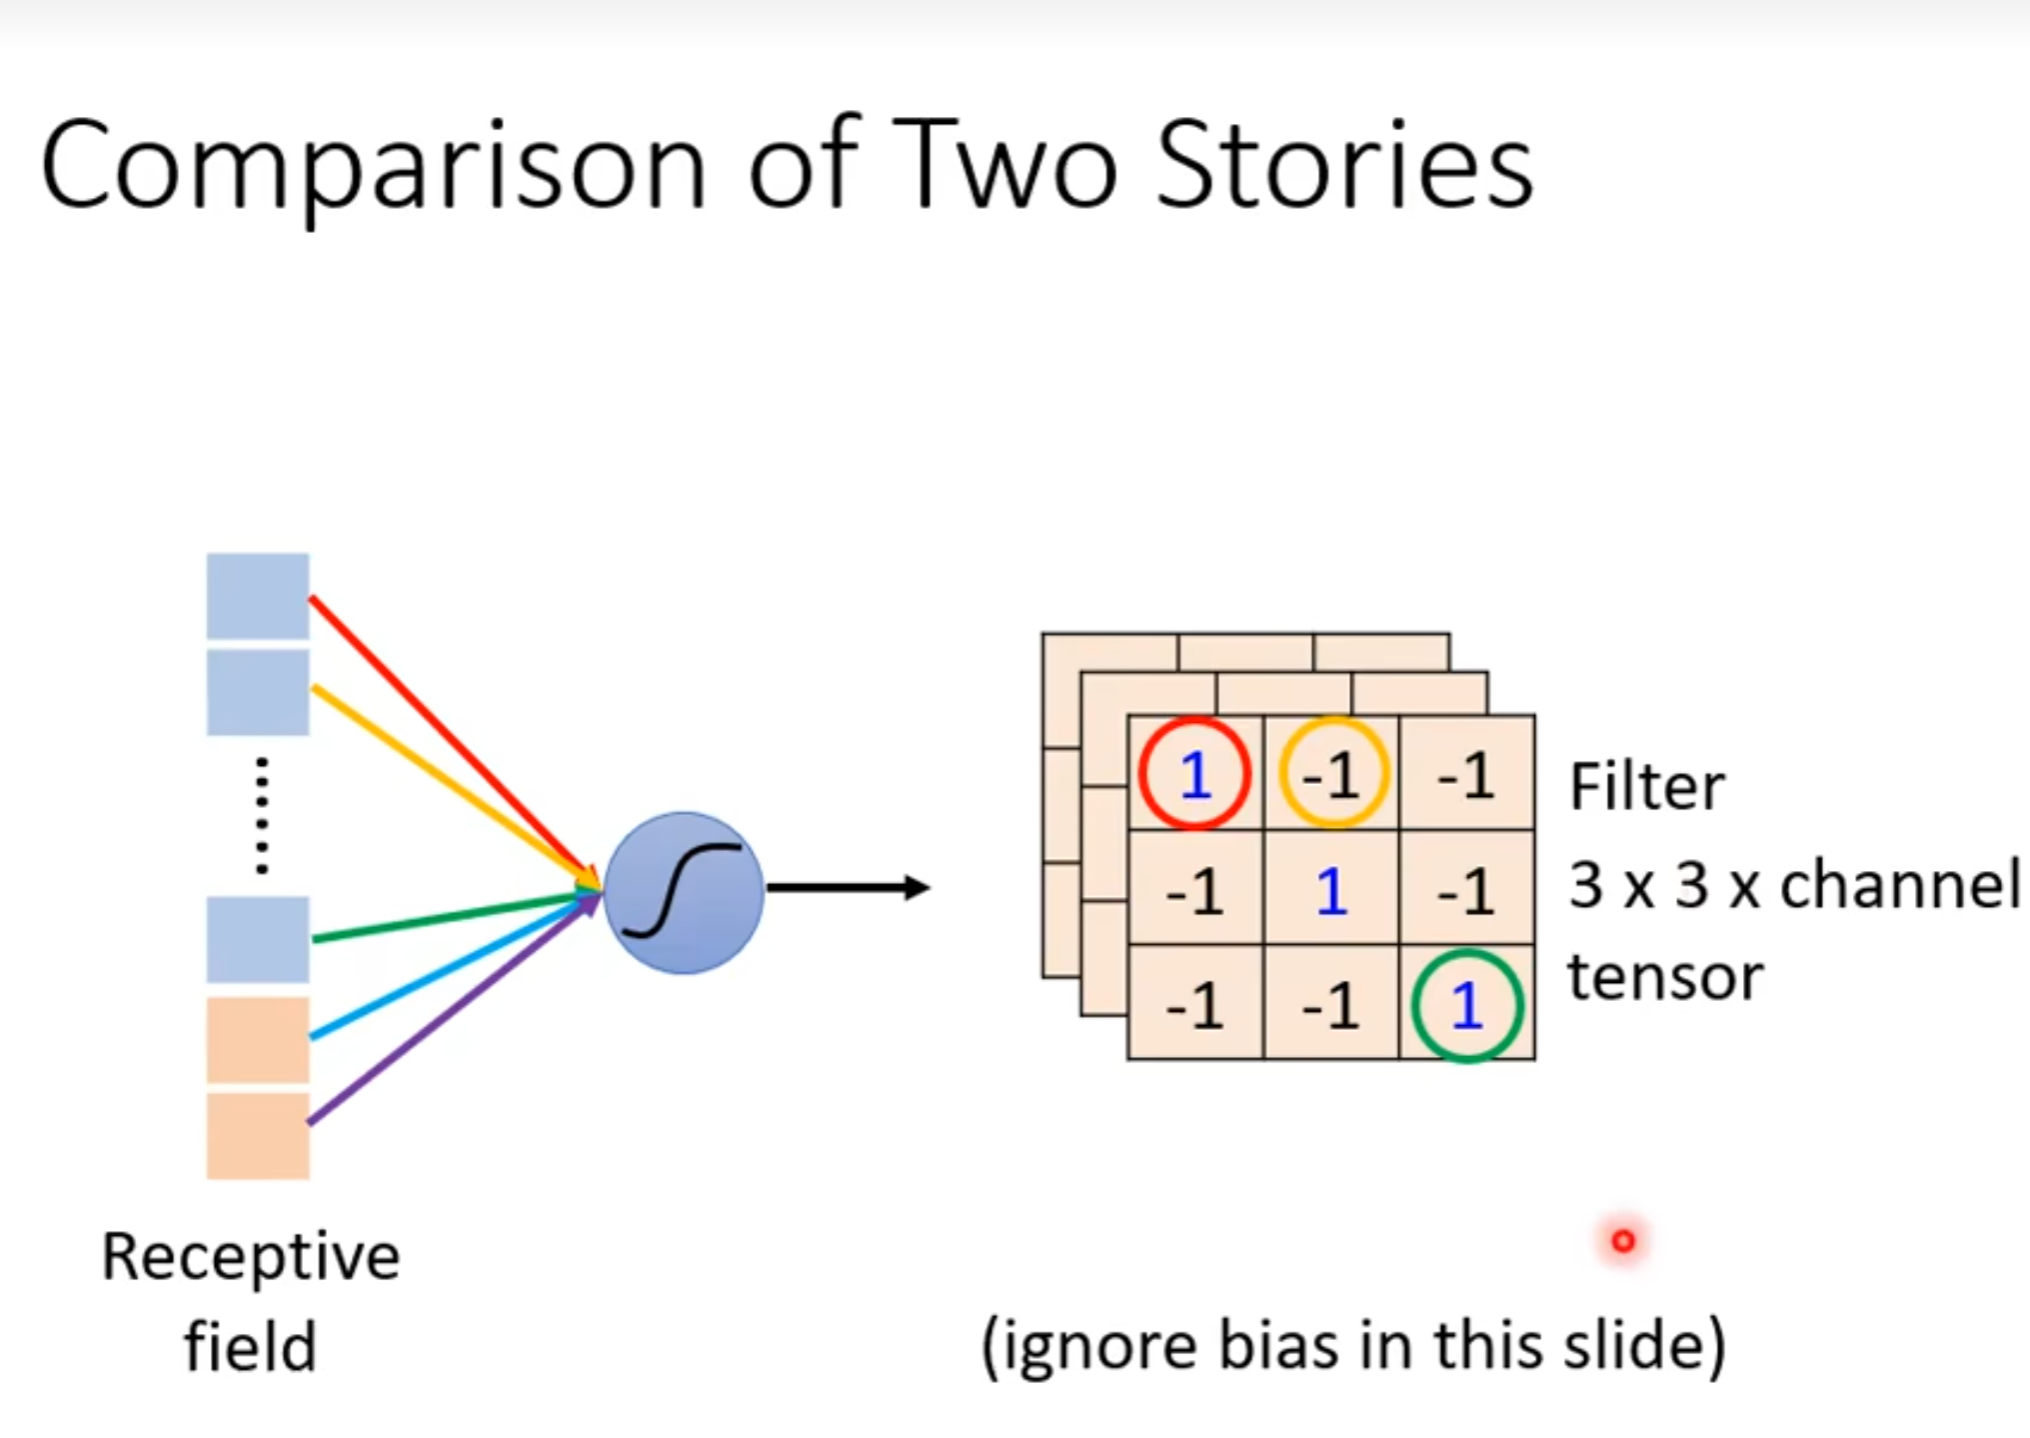 Comparison of Two Stories
1 -1 -1
-1 1 -1
-1 -1 1
Filter
3 x 3 x channel
tensor
Receptive
field
(ignore bias in this slide)